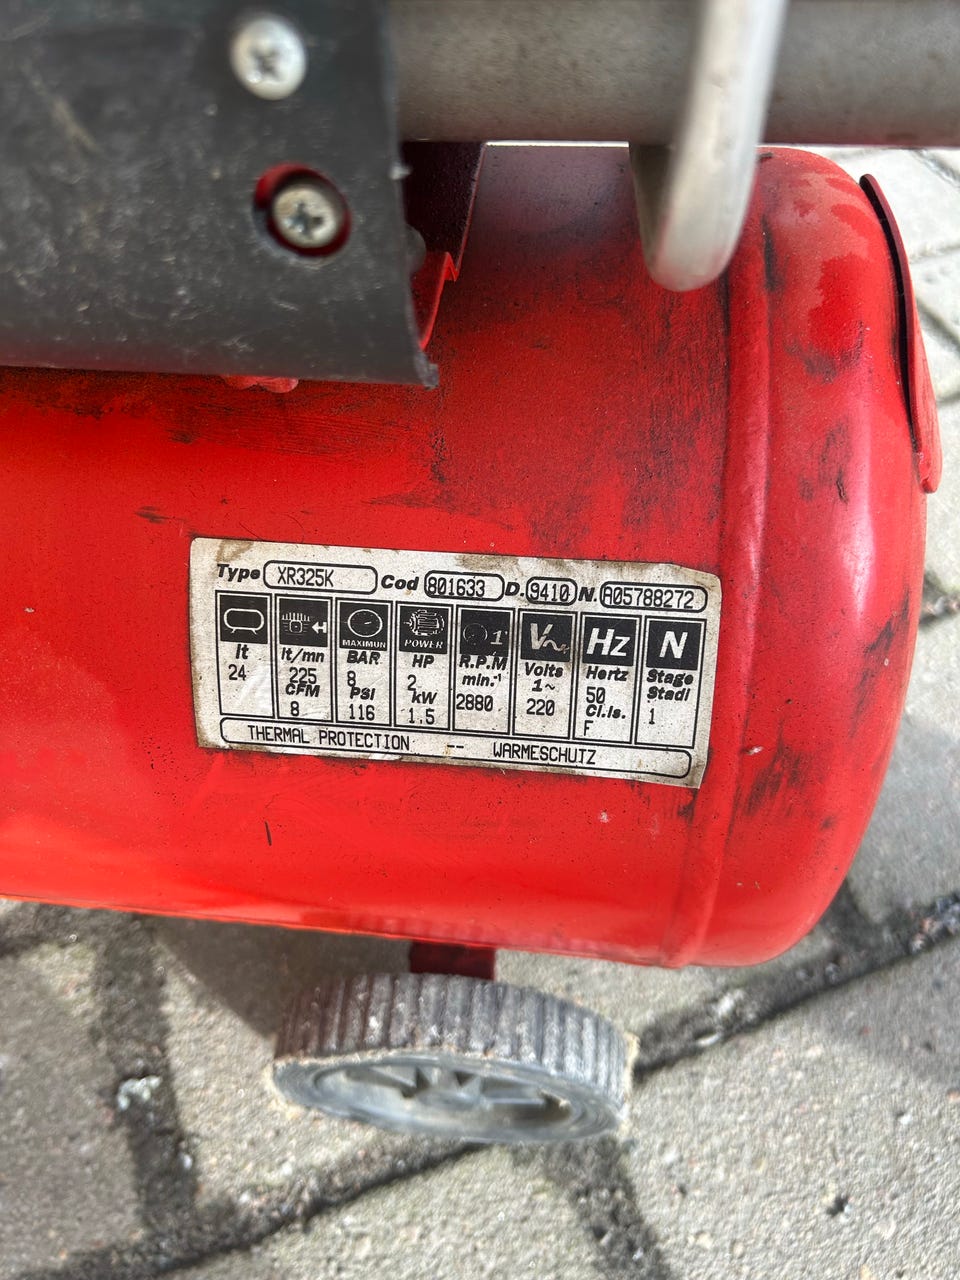 Type XR325K Cod 801633 D. 9410 N. A05788272
MAXIMUM POWER 1' V~ Hz N
lt lt/mn BAR HP R.P.M min.-1 Volts 1~ Hertz Stage Stadi
24 225 8 2 2880 220 50 1
CFM PSI kW Cl.is.
8 116 1.5 F
THERMAL PROTECTION -- WARMESCHUTZ